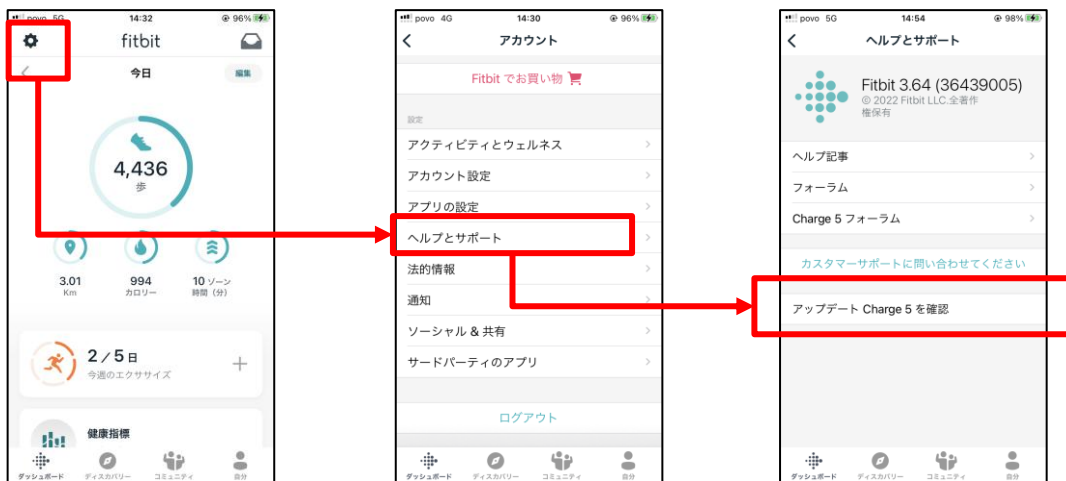 povo 5G 14:32 96%
fitbit
今日
編集
4,436
歩
3.01
Km
994
カロリー
10 ゾーン
時間（分）
2 / 5 日
今週のエクササイズ
健康指標
ダッシュボード ディスカバリー コミュニティ 自分
povo 4G 14:30 96%
アカウント
Fitbit でお買い物
設定
アクティビティとウェルネス
アカウント設定
アプリの設定
ヘルプとサポート
法的情報
通知
ソーシャル & 共有
サードパーティのアプリ
ログアウト
ダッシュボード ディスカバリー コミュニティ 自分
povo 5G 14:54 98%
ヘルプとサポート
Fitbit 3.64 (36439005)
© 2022 Fitbit LLC.全著作
権保有
ヘルプ記事
フォーラム
Charge 5 フォーラム
カスタマーサポートに問い合わせてください
アップデート Charge 5 を確認
ダッシュボード ディスカバリー コミュニティ 自分